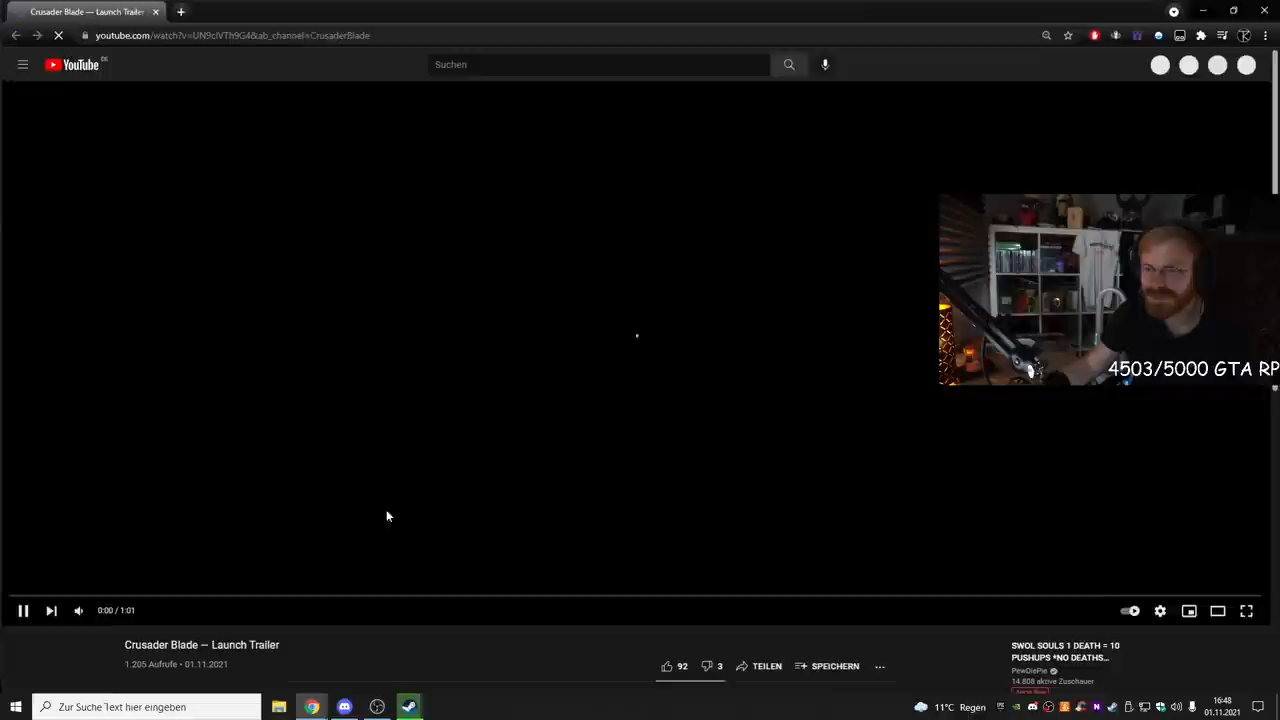 Crusader Blade — Launch Trailer
youtube.com/watch?v=UN9cIVTh9G4&ab_channel=CrusaderBlade
YouTube DE
Suchen
4503/5000 GTA RP
0:00 / 1:01
Crusader Blade — Launch Trailer
1.205 Aufrufe • 01.11.2021
92
3
TEILEN
SPEICHERN
SWOL SOULS 1 DEATH = 10
PUSHUPS *NO DEATHS...
PewDiePie
14.808 aktive Zuschauer
Zur Suche Text hier eingeben
11°C Regen
16:48
01.11.2021